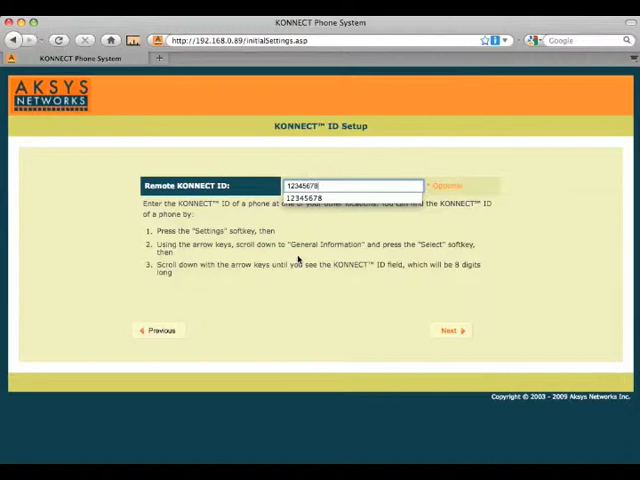 KONNECT Phone System
http://192.168.0.89/initialSettings.asp
Google
KONNECT Phone System
AKSYS
NETWORKS
KONNECT™ ID Setup
Remote KONNECT ID:
12345678
* Optional
12345678
Enter the KONNECT™ ID of a phone at one of your other locations. You can find the KONNECT™ ID
of a phone by:
1. Press the "Settings" softkey, then
2. Using the arrow keys, scroll down to "General Information" and press the "Select" softkey,
then
3. Scroll down with the arrow keys until you see the KONNECT™ ID field, which will be 8 digits
long
Previous
Next
Copyright © 2003 - 2009 Aksys Networks Inc.